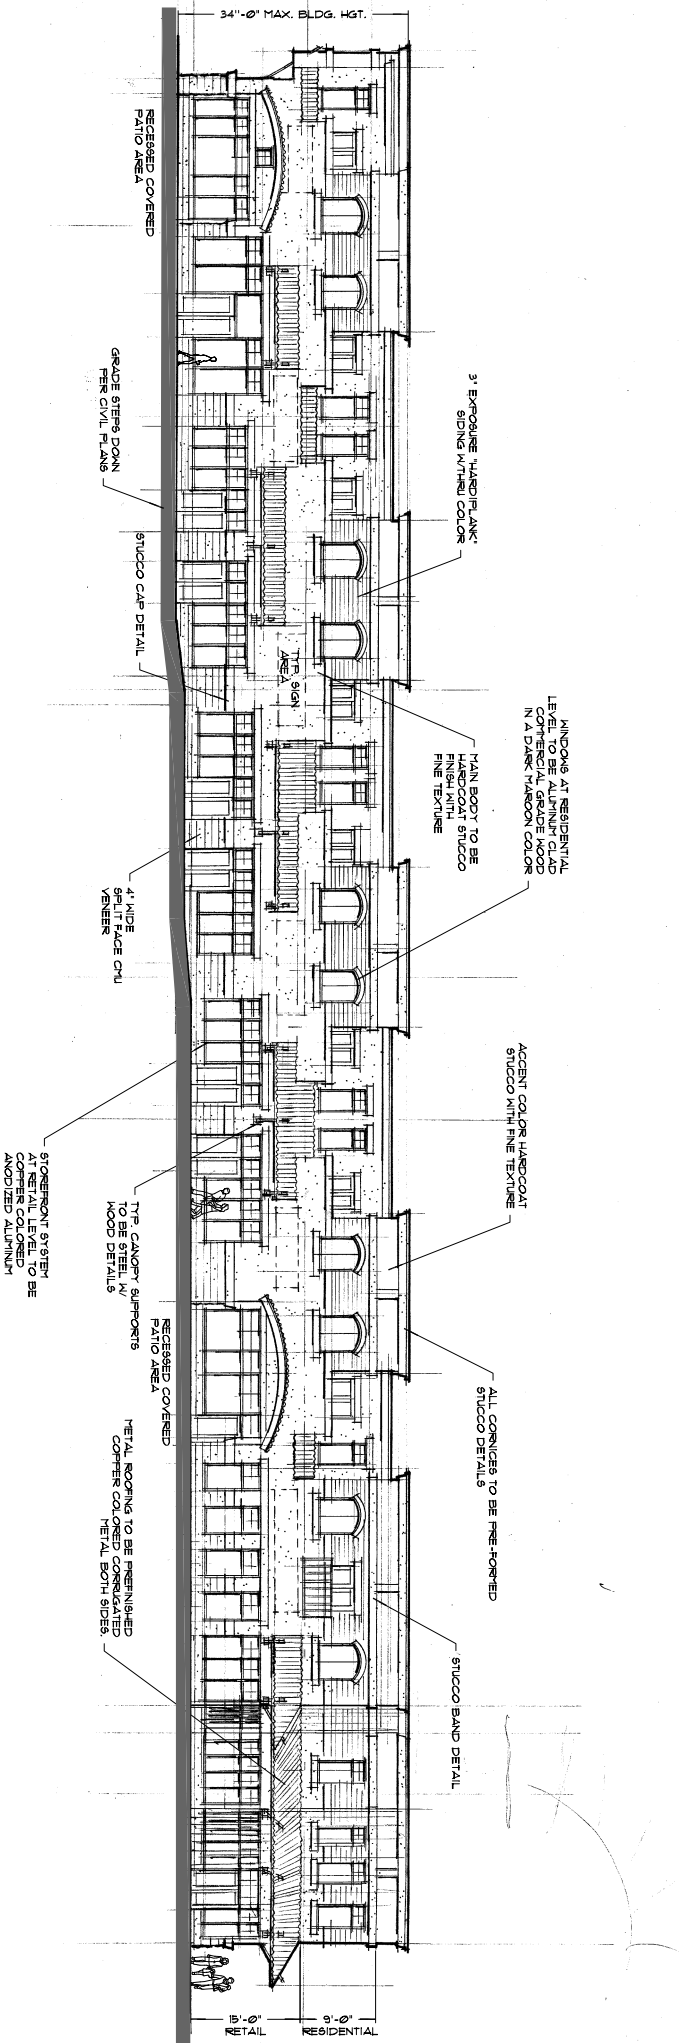 34'-0" MAX. BLDG. HGT.
RECESSED COVERED
PATIO AREA
GRADE STEPS DOWN
PER CIVIL PLANS
3" EXPOSURE "HARDIPLANK"
SIDING W/THRU COLOR
STUCCO CAP DETAIL
TYP. SIGN
AREA
MAIN BODY TO BE
HARDCOAT STUCCO
FINISH WITH
FINE TEXTURE
WINDOWS AT RESIDENTIAL
LEVEL TO BE ALUMINUM CLAD
COMMERCIAL GRADE WOOD
IN A DARK MAROON COLOR
4" WIDE
SPLIT FACE CMU
VENEER
ACCENT COLOR HARDCOAT
STUCCO WITH FINE TEXTURE
STOREFRONT SYSTEM
AT RETAIL LEVEL TO BE
COPPER COLORED
ANODIZED ALUMINUM
TYP. CANOPY SUPPORTS
TO BE STEEL W/
WOOD DETAILS
RECESSED COVERED
PATIO AREA
ALL CORNICES TO BE PRE-FORMED
STUCCO DETAILS
METAL ROOFING TO BE PREFINISHED
COPPER COLORED CORRUGATED
METAL BOTH SIDES.
STUCCO BAND DETAIL
15'-0"
RETAIL
9'-0"
RESIDENTIAL